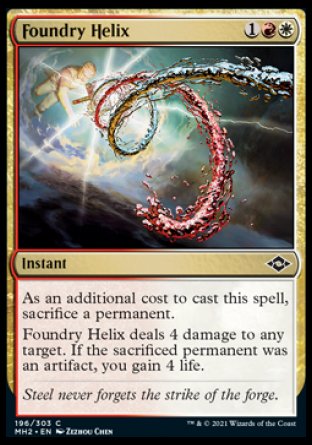 Foundry Helix 1
Instant
As an additional cost to cast this spell,
sacrifice a permanent.
Foundry Helix deals 4 damage to any
target. If the sacrificed permanent was
an artifact, you gain 4 life.
Steel never forgets the strike of the forge.
196/303 C
MH2 • EN ZEZHOU CHEN
™ & © 2021 Wizards of the Coast